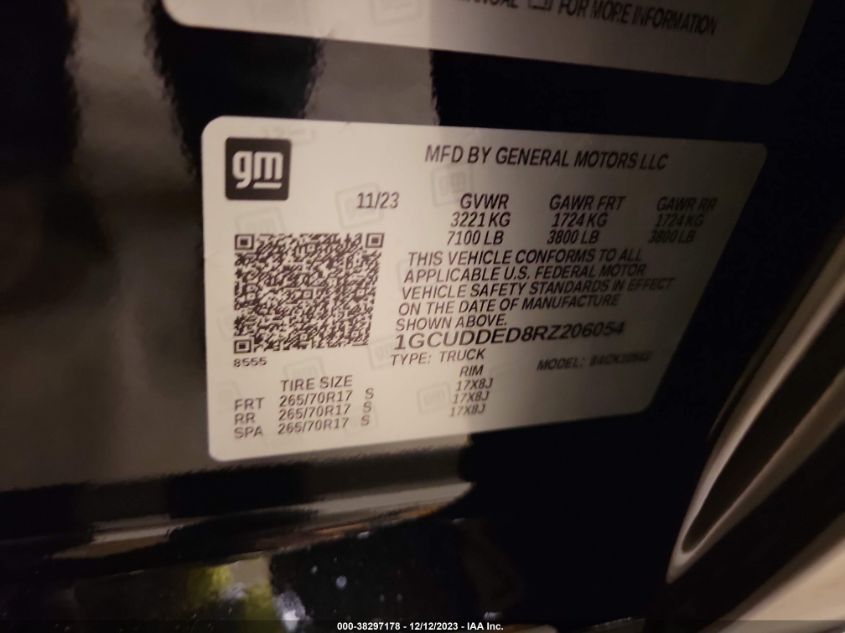 MANUAL FOR MORE INFORMATION
gm
MFD BY GENERAL MOTORS LLC
11/23 GVWR GAWR FRT GAWR RR
3221 KG 1724 KG 1724 KG
7100 LB 3800 LB 3800 LB
THIS VEHICLE CONFORMS TO ALL
APPLICABLE U.S. FEDERAL MOTOR
VEHICLE SAFETY STANDARDS IN EFFECT
ON THE DATE OF MANUFACTURE
SHOWN ABOVE.
1GCUDDED8RZ206054
8555
TYPE: TRUCK MODEL:
TIRE SIZE RIM
FRT 265/70R17 S 17X8J
RR 265/70R17 S 17X8J
SPA 265/70R17 S 17X8J
000-38297178 - 12/12/2023 - IAA Inc.